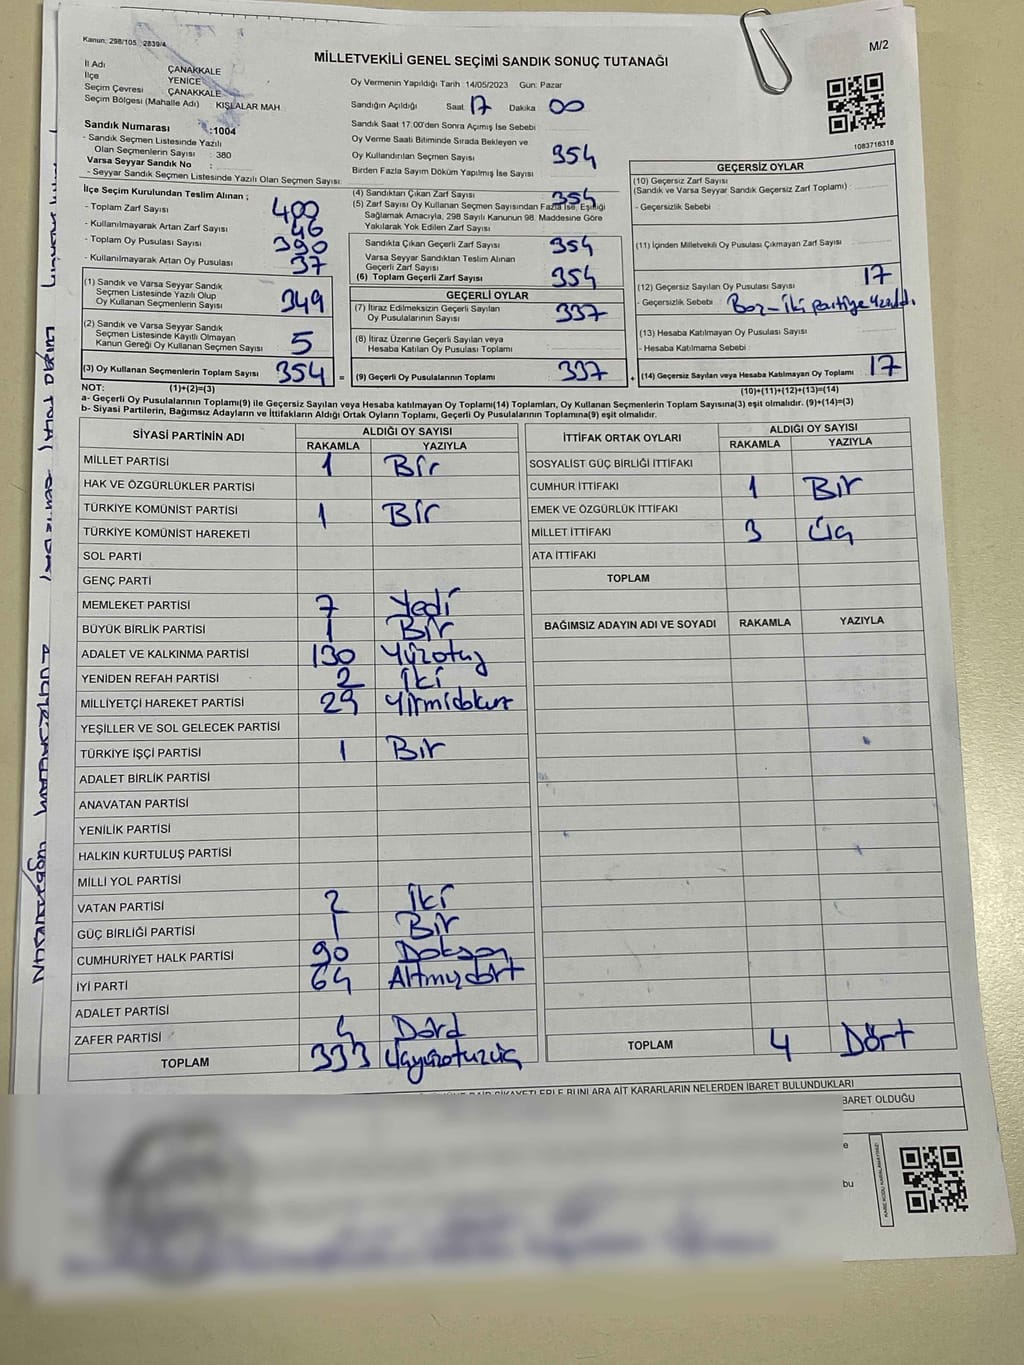 Kanun: 298/105 , 2839/4
M/2
MİLLETVEKİLİ GENEL SEÇİMİ SANDIK SONUÇ TUTANAĞI
İl Adı ÇANAKKALE
İlçe YENİCE
Seçim Çevresi ÇANAKKALE
Seçim Bölgesi (Mahalle Adı) KIŞLALAR MAH
Oy Vermenin Yapıldığı Tarih :14/05/2023 Gun: Pazar
Sandığın Açıldığı Saat 17 Dakika 00
Sandık Numarası :1004
- Sandık Seçmen Listesinde Yazılı
Olan Seçmenlerin Sayısı : 380
Varsa Seyyar Sandık No :
- Seyyar Sandık Seçmen Listesinde Yazılı Olan Seçmen Sayısı:
Sandık Saat 17.00'den Sonra Açımış İse Sebebi
Oy Verme Saati Bitiminde Sırada Bekleyen ve
Oy Kullandırılan Seçmen Sayısı 354
Birden Fazla Sayım Döküm Yapılmış İse Sayısı
1083716318
İlçe Seçim Kurulundan Teslim Alınan ;
- Toplam Zarf Sayısı 400
- Kullanılmayarak Artan Zarf Sayısı 46
- Toplam Oy Pusulası Sayısı 390
- Kullanılmayarak Artan Oy Pusulası 37
(1) Sandık ve Varsa Seyyar Sandık
Seçmen Listesinde Yazılı Olup
Oy Kullanan Seçmenlerin Sayısı 349
(2) Sandık ve Varsa Seyyar Sandık
Seçmen Listesinde Kayıtlı Olmayan
Kanun Gereği Oy Kullanan Seçmen Sayısı 5
(3) Oy Kullanan Seçmenlerin Toplam Sayısı 354 =
(4) Sandıktan Çıkan Zarf Sayısı 354
(5) Zarf Sayısı Oy Kullanan Seçmen Sayısından Fazla İse, Eşitliği
Sağlamak Amacıyla, 298 Sayılı Kanunun 98. Maddesine Göre
Yakılarak Yok Edilen Zarf Sayısı
Sandıkta Çıkan Geçerli Zarf Sayısı 354
Varsa Seyyar Sandıktan Teslim Alınan
Geçerli Zarf Sayısı
(6) Toplam Geçerli Zarf Sayısı 354
GEÇERLİ OYLAR
(7) İtiraz Edilmeksizin Geçerli Sayılan
Oy Pusulalarının Sayısı 337
(8) İtiraz Üzerine Geçerli Sayılan veya
Hesaba Katılan Oy Pusulası Toplamı
(9) Geçerli Oy Pusulalarının Toplamı 337 +
GEÇERSİZ OYLAR
(10) Geçersiz Zarf Sayısı
(Sandık ve Varsa Seyyar Sandık Geçersiz Zarf Toplamı) :
- Geçersizlik Sebebi :
(11) İçinden Milletvekili Oy Pusulası Çıkmayan Zarf Sayısı
(12) Geçersiz Sayılan Oy Pusulası Sayısı 17
- Geçersizlik Sebebi : Boz - iki partiye
(13) Hesaba Katılmayan Oy Pusulası Sayısı
- Hesaba Katılmama Sebebi :
(14) Geçersiz Sayılan veya Hesaba Katılmayan Oy Toplamı 17
NOT: (1)+(2)=(3) (10)+(11)+(12)+(13)=(14)
a- Geçerli Oy Pusulalarının Toplamı(9) ile Geçersiz Sayılan veya Hesaba katılmayan Oy Toplamı(14) Toplamları, Oy Kullanan Seçmenlerin Toplam Sayısına(3) eşit olmalıdır. (9)+(14)=(3)
b- Siyasi Partilerin, Bağımsız Adayların ve İttifakların Aldığı Ortak Oyların Toplamı, Geçerli Oy Pusulalarının Toplamına(9) eşit olmalıdır.
SİYASİ PARTİNİN ADI ALDIĞI OY SAYISI
RAKAMLA YAZIYLA
MİLLET PARTİSİ 1 Bir
HAK VE ÖZGÜRLÜKLER PARTİSİ
TÜRKİYE KOMÜNİST PARTİSİ 1 Bir
TÜRKİYE KOMÜNİST HAREKETİ
SOL PARTİ
GENÇ PARTİ
MEMLEKET PARTİSİ 7 Yedi
BÜYÜK BİRLİK PARTİSİ 1 Bir
ADALET VE KALKINMA PARTİSİ 130 Yüzotuz
YENİDEN REFAH PARTİSİ 2 İki
MİLLİYETÇİ HAREKET PARTİSİ 29 Yirmidokuz
YEŞİLLER VE SOL GELECEK PARTİSİ
TÜRKİYE İŞÇİ PARTİSİ 1 Bir
ADALET BİRLİK PARTİSİ
ANAVATAN PARTİSİ
YENİLİK PARTİSİ
HALKIN KURTULUŞ PARTİSİ
MİLLİ YOL PARTİSİ
VATAN PARTİSİ 2 İki
GÜÇ BİRLİĞİ PARTİSİ 1 Bir
CUMHURİYET HALK PARTİSİ 90 Doksan
İYİ PARTİ 64 Altmışdört
ADALET PARTİSİ
ZAFER PARTİSİ 4 Dörd
TOPLAM 333 Üçyüzotuzüç
İTTİFAK ORTAK OYLARI ALDIĞI OY SAYISI
RAKAMLA YAZIYLA
SOSYALIST GÜÇ BİRLİĞİ İTTİFAKI
CUMHUR İTTİFAKI 1 Bir
EMEK VE ÖZGÜRLÜK İTTİFAKI
MİLLET İTTİFAKI 3 Üç
ATA İTTİFAKI
TOPLAM
BAĞIMSIZ ADAYIN ADI VE SOYADI RAKAMLA YAZIYLA
TOPLAM 4 Dört
BUNLARA AİT KARARLARIN NELERDEN İBARET BULUNDUKLARI
BARET OLDUĞU
e
bu